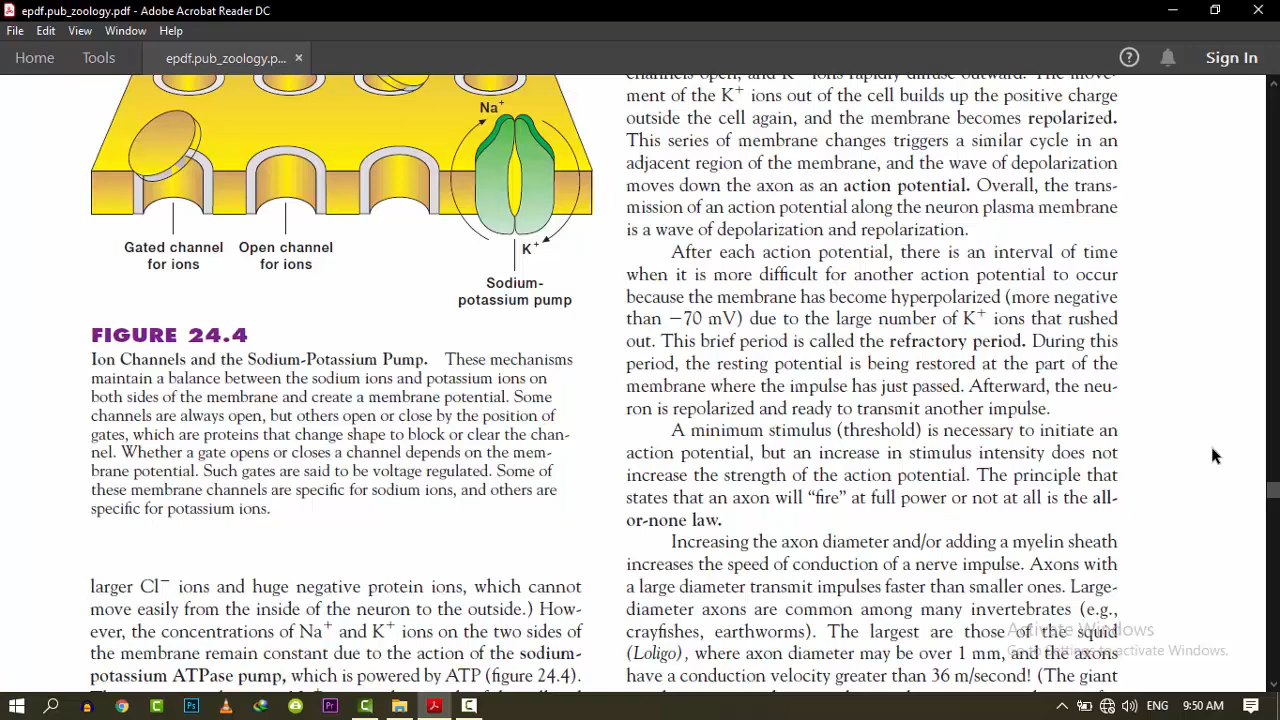 epdf.pub_zoology.pdf - Adobe Acrobat Reader DC
File Edit View Window Help
Home Tools epdf.pub_zoology.p... × Sign In
Na⁺
K⁺
Gated channel
for ions
Open channel
for ions
Sodium-
potassium pump
FIGURE 24.4
Ion Channels and the Sodium-Potassium Pump. These mechanisms
maintain a balance between the sodium ions and potassium ions on
both sides of the membrane and create a membrane potential. Some
channels are always open, but others open or close by the position of
gates, which are proteins that change shape to block or clear the chan-
nel. Whether a gate opens or closes a channel depends on the mem-
brane potential. Such gates are said to be voltage regulated. Some of
these membrane channels are specific for sodium ions, and others are
specific for potassium ions.
larger Cl⁻ ions and huge negative protein ions, which cannot
move easily from the inside of the neuron to the outside.) How-
ever, the concentrations of Na⁺ and K⁺ ions on the two sides of
the membrane remain constant due to the action of the sodium-
potassium ATPase pump, which is powered by ATP (figure 24.4).
channels open, and K⁺ ions rapidly diffuse outward. The move-
ment of the K⁺ ions out of the cell builds up the positive charge
outside the cell again, and the membrane becomes repolarized.
This series of membrane changes triggers a similar cycle in an
adjacent region of the membrane, and the wave of depolarization
moves down the axon as an action potential. Overall, the trans-
mission of an action potential along the neuron plasma membrane
is a wave of depolarization and repolarization.
After each action potential, there is an interval of time
when it is more difficult for another action potential to occur
because the membrane has become hyperpolarized (more negative
than −70 mV) due to the large number of K⁺ ions that rushed
out. This brief period is called the refractory period. During this
period, the resting potential is being restored at the part of the
membrane where the impulse has just passed. Afterward, the neu-
ron is repolarized and ready to transmit another impulse.
A minimum stimulus (threshold) is necessary to initiate an
action potential, but an increase in stimulus intensity does not
increase the strength of the action potential. The principle that
states that an axon will “fire” at full power or not at all is the all-
or-none law.
Increasing the axon diameter and/or adding a myelin sheath
increases the speed of conduction of a nerve impulse. Axons with
a large diameter transmit impulses faster than smaller ones. Large-
diameter axons are common among many invertebrates (e.g.,
crayfishes, earthworms). The largest are those of the squid
(Loligo), where axon diameter may be over 1 mm, and the axons
have a conduction velocity greater than 36 m/second! (The giant
Activate Windows
Go to Settings to activate Windows.
9:50 AM